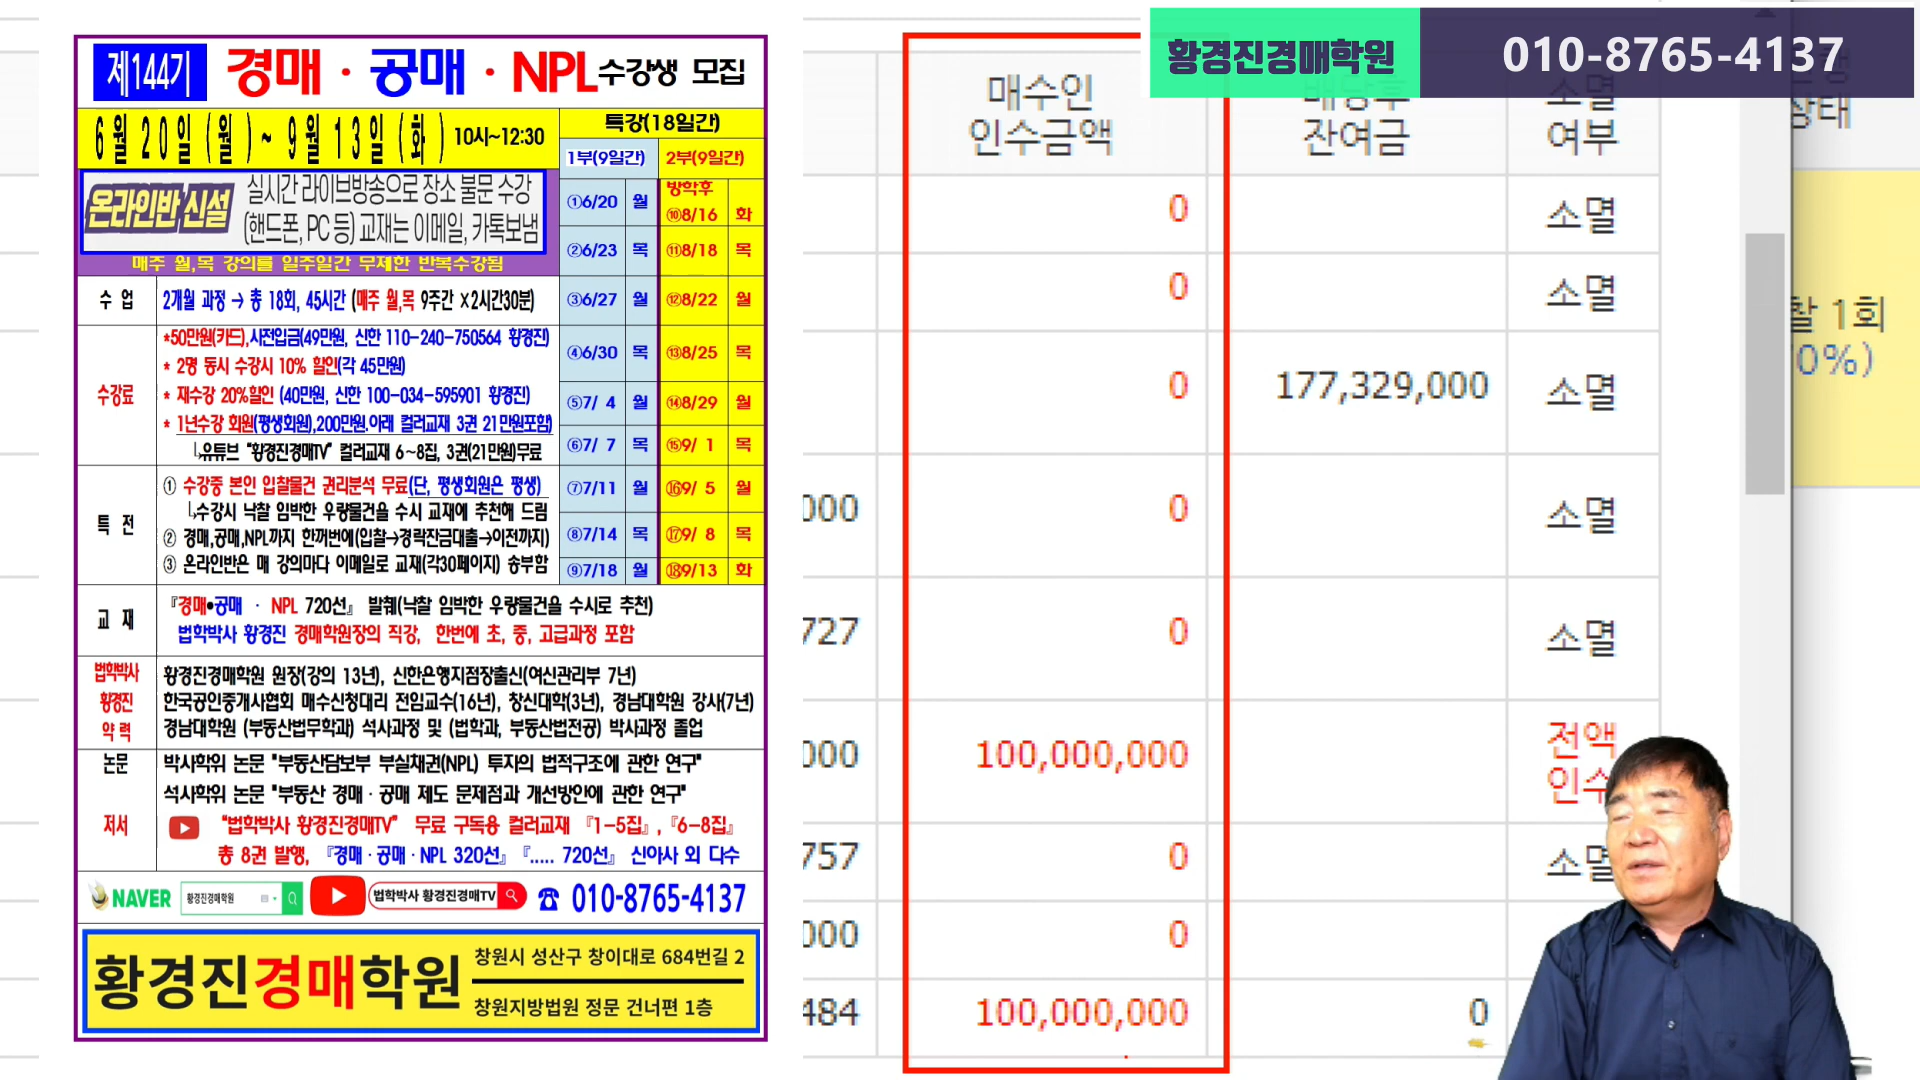 제144기 경매 · 공매 · NPL수강생 모집
6월 20일 (월) ~ 9월 13일 (화) 10시~12:30
온라인반 신설
실시간 라이브방송으로 장소 불문 수강
(핸드폰, PC 등) 교재는 이메일, 카톡보냄
매주 월,목 강의를 일주일간 무제한 반복수강됨
특강(18일간)
1부(9일간) 2부(9일간)
방학후
①6/20 월 ⑩8/16 화
②6/23 목 ⑪8/18 목
③6/27 월 ⑫8/22 월
④6/30 목 ⑬8/25 목
⑤7/ 4 월 ⑭8/29 월
⑥7/ 7 목 ⑮9/ 1 목
⑦7/11 월 ⑯9/ 5 월
⑧7/14 목 ⑰9/ 8 목
⑨7/18 월 ⑱9/13 화
수 업 2개월 과정 → 총 18회, 45시간 (매주 월,목 9주간 ×2시간30분)
수강료
*50만원(카드),사전입금(49만원, 신한 110-240-750564 황경진)
* 2명 동시 수강시 10% 할인(각 45만원)
* 재수강 20%할인 (40만원, 신한 100-034-595901 황경진)
* 1년수강 회원(평생회원),200만원.아래 컬러교재 3권 21만원포함)
↳유튜브 "황경진경매TV" 컬러교재 6~8집, 3권(21만원)무료
특 전
① 수강중 본인 입찰물건 권리분석 무료(단, 평생회원은 평생)
↳수강시 낙찰 임박한 우량물건을 수시 교재에 추천해 드림
② 경매,공매,NPL까지 한꺼번에(입찰→경락잔금대출→이전까지)
③ 온라인반은 매 강의마다 이메일로 교재(각30페이지) 송부함
교 재
『경매•공매 · NPL 720선』 발췌(낙찰 임박한 우량물건을 수시로 추천)
법학박사 황경진 경매학원장의 직강, 한번에 초, 중, 고급과정 포함
법학박사
황경진
약 력
황경진경매학원 원장(강의 13년), 신한은행지점장출신(여신관리부 7년)
한국공인중개사협회 매수신청대리 전임교수(16년), 창신대학(3년), 경남대학원 강사(7년)
경남대학원 (부동산법무학과) 석사과정 및 (법학과, 부동산법전공) 박사과정 졸업
논문 박사학위 논문 "부동산담보부 부실채권(NPL) 투자의 법적구조에 관한 연구"
석사학위 논문 "부동산 경매·공매 제도 문제점과 개선방안에 관한 연구"
저서 "법학박사 황경진경매TV" 무료 구독용 컬러교재 『1-5집』,『6-8집』
총 8권 발행, 『경매·공매·NPL 320선』『..... 720선』 신아사 외 다수
NAVER 황경진경매학원 법학박사 황경진경매TV ☎ 010-8765-4137
황경진경매학원
창원시 성산구 창이대로 684번길 2
창원지방법원 정문 건너편 1층
황경진경매학원 010-8765-4137
매수인
인수금액
배당후
잔여금
소멸
여부
상태
0 소멸
0 소멸
찰 1회
0%)
0 177,329,000 소멸
000 0 소멸
727 0 소멸
000 100,000,000 전액
인수
757 0 소멸
000 0
484 100,000,000 0